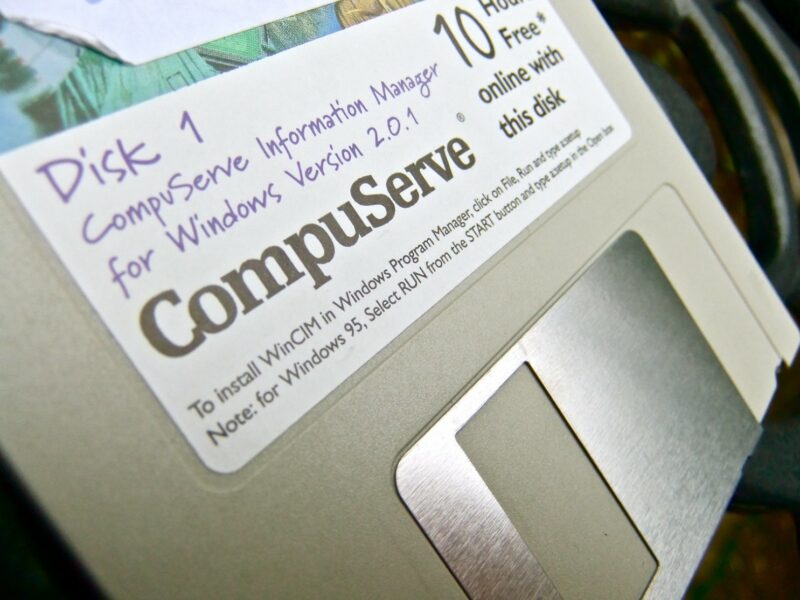 Disk 1
CompuServe Information Manager
for Windows Version 2.0.1
10 Hours
Free*
online with
this disk
CompuServe®
To install WinCIM in Windows Program Manager, click on File, Run and type a:setup
Note: for Windows 95, Select RUN from the START button and type a:setup in the Open box